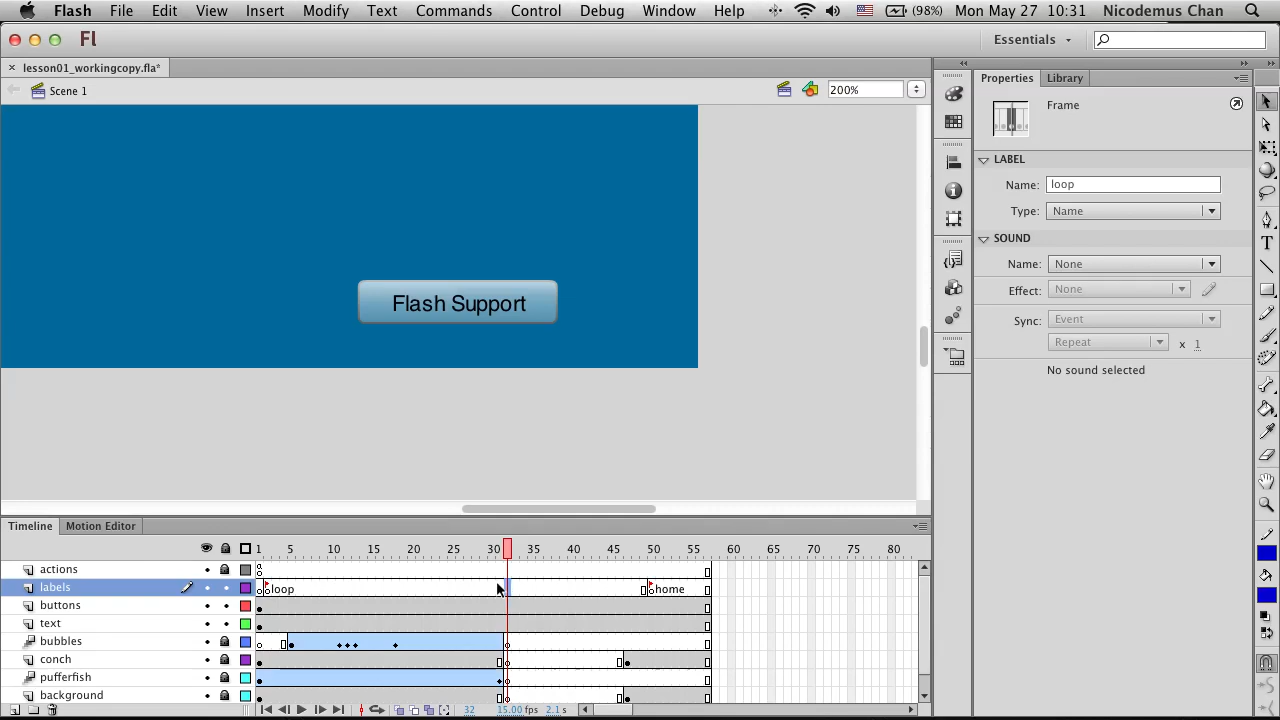 Flash File Edit View Insert Modify Text Commands Control Debug Window Help (98%) Mon May 27 10:31 Nicodemus Chan
Fl Essentials
× lesson01_workingcopy.fla*
Scene 1 200%
Flash Support
Properties Library
Frame
LABEL
Name: loop
Type: Name
SOUND
Name: None
Effect: None
Sync: Event
Repeat x 1
No sound selected
Timeline Motion Editor
1 5 10 15 20 25 30 35 40 45 50 55 60 65 70 75 80
actions
labels loop home
buttons
text
bubbles
conch
pufferfish
background
32 15.00 fps 2.1 s